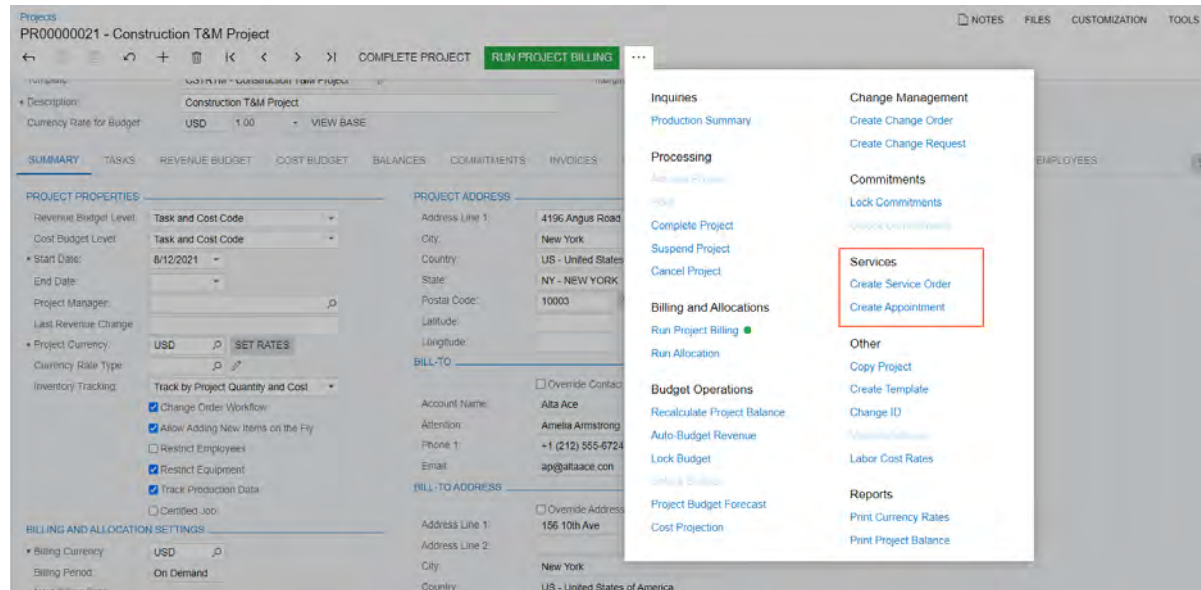 Projects
PR00000021 - Construction T&M Project
NOTES FILES CUSTOMIZATION TOOLS
COMPLETE PROJECT RUN PROJECT BILLING ...
* Description: Construction T&M Project
Currency Rate for Budget USD 1.00 VIEW BASE
SUMMARY TASKS REVENUE BUDGET COST BUDGET BALANCES COMMITMENTS INVOICES EMPLOYEES
PROJECT PROPERTIES
Revenue Budget Level: Task and Cost Code
Cost Budget Level: Task and Cost Code
* Start Date: 8/12/2021
End Date:
Project Manager:
Last Revenue Change
* Project Currency: USD SET RATES
Currency Rate Type
Inventory Tracking: Track by Project Quantity and Cost
Change Order Workflow
Allow Adding New Items on the Fly
Restrict Employees
Restrict Equipment
Track Production Data
Certified Job
BILLING AND ALLOCATION SETTINGS
* Billing Currency USD
Billing Period: On Demand
PROJECT ADDRESS
Address Line 1: 4196 Angus Road
City: New York
Country: US - United States
State: NY - NEW YORK
Postal Code: 10003
Latitude:
Longitude:
BILL-TO
Override Contact
Account Name: Alta Ace
Attention: Amelia Armstrong
Phone 1: +1 (212) 555-6724
Email: ap@altaace.con
BILL-TO ADDRESS
Override Address
Address Line 1: 156 10th Ave
Address Line 2:
City: New York
Country: US - United States of America
Inquiries
Production Summary
Processing
Complete Project
Suspend Project
Cancel Project
Billing and Allocations
Run Project Billing
Run Allocation
Budget Operations
Recalculate Project Balance
Auto-Budget Revenue
Lock Budget
Project Budget Forecast
Cost Projection
Change Management
Create Change Order
Create Change Request
Commitments
Lock Commitments
Services
Create Service Order
Create Appointment
Other
Copy Project
Create Template
Change ID
Labor Cost Rates
Reports
Print Currency Rates
Print Project Balance